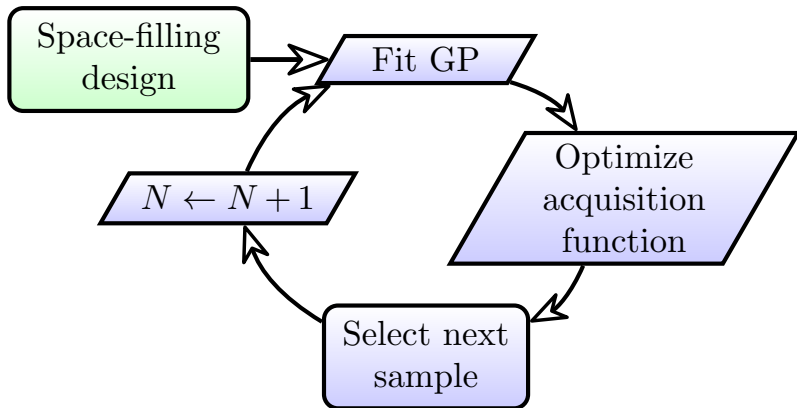 Space-filling
design
Fit GP
Optimize
acquisition
function
N ← N + 1
Select next
sample